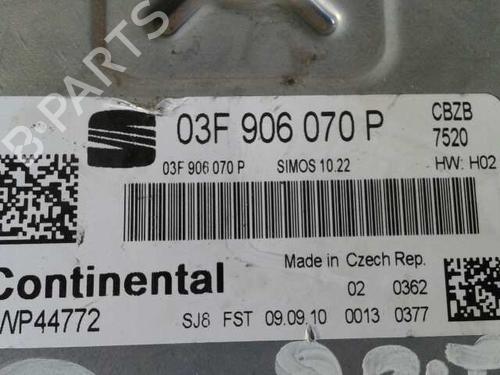 B PARTS
03F 906 070 P
CBZB
7520
03F 906 070 P SIMOS 10.22 HW: H02
Continental
Made in Czech Rep.
02 0362
WP44772 SJ8 FST 09.09.10 0013 0377